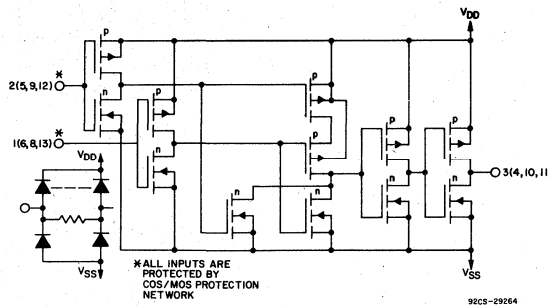 p
p
p
p
p
VDD
*
2(5,9,12)
n
p
*
1(6,8,13)
n
VDD
n
n
n
n
3(4,10,11
VSS
VSS
*ALL INPUTS ARE
PROTECTED BY
COS/MOS PROTECTION
NETWORK
92CS-29264